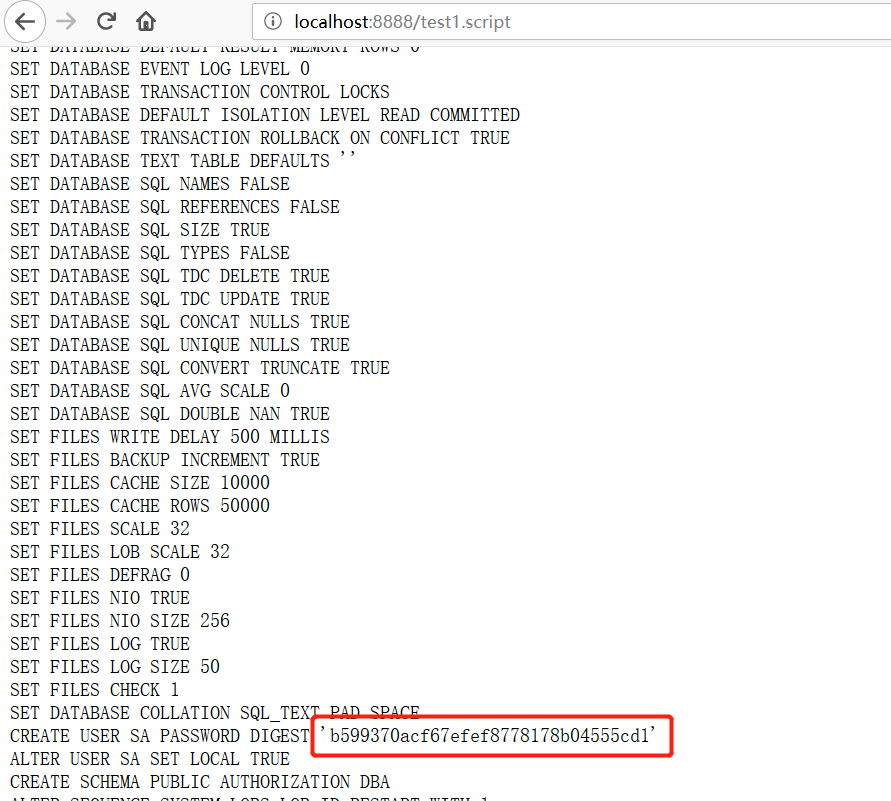 localhost:8888/test1.script
SET DATABASE DEFAULT RESULT MEMORY ROWS 0
SET DATABASE EVENT LOG LEVEL 0
SET DATABASE TRANSACTION CONTROL LOCKS
SET DATABASE DEFAULT ISOLATION LEVEL READ COMMITTED
SET DATABASE TRANSACTION ROLLBACK ON CONFLICT TRUE
SET DATABASE TEXT TABLE DEFAULTS ''
SET DATABASE SQL NAMES FALSE
SET DATABASE SQL REFERENCES FALSE
SET DATABASE SQL SIZE TRUE
SET DATABASE SQL TYPES FALSE
SET DATABASE SQL TDC DELETE TRUE
SET DATABASE SQL TDC UPDATE TRUE
SET DATABASE SQL CONCAT NULLS TRUE
SET DATABASE SQL UNIQUE NULLS TRUE
SET DATABASE SQL CONVERT TRUNCATE TRUE
SET DATABASE SQL AVG SCALE 0
SET DATABASE SQL DOUBLE NAN TRUE
SET FILES WRITE DELAY 500 MILLIS
SET FILES BACKUP INCREMENT TRUE
SET FILES CACHE SIZE 10000
SET FILES CACHE ROWS 50000
SET FILES SCALE 32
SET FILES LOB SCALE 32
SET FILES DEFRAG 0
SET FILES NIO TRUE
SET FILES NIO SIZE 256
SET FILES LOG TRUE
SET FILES LOG SIZE 50
SET FILES CHECK 1
SET DATABASE COLLATION SQL_TEXT PAD SPACE
CREATE USER SA PASSWORD DIGEST 'b599370acf67efef8778178b04555cd1'
ALTER USER SA SET LOCAL TRUE
CREATE SCHEMA PUBLIC AUTHORIZATION DBA
ALTER SEQUENCE SYSTEM_LOBS.LOB_ID RESTART WITH 1